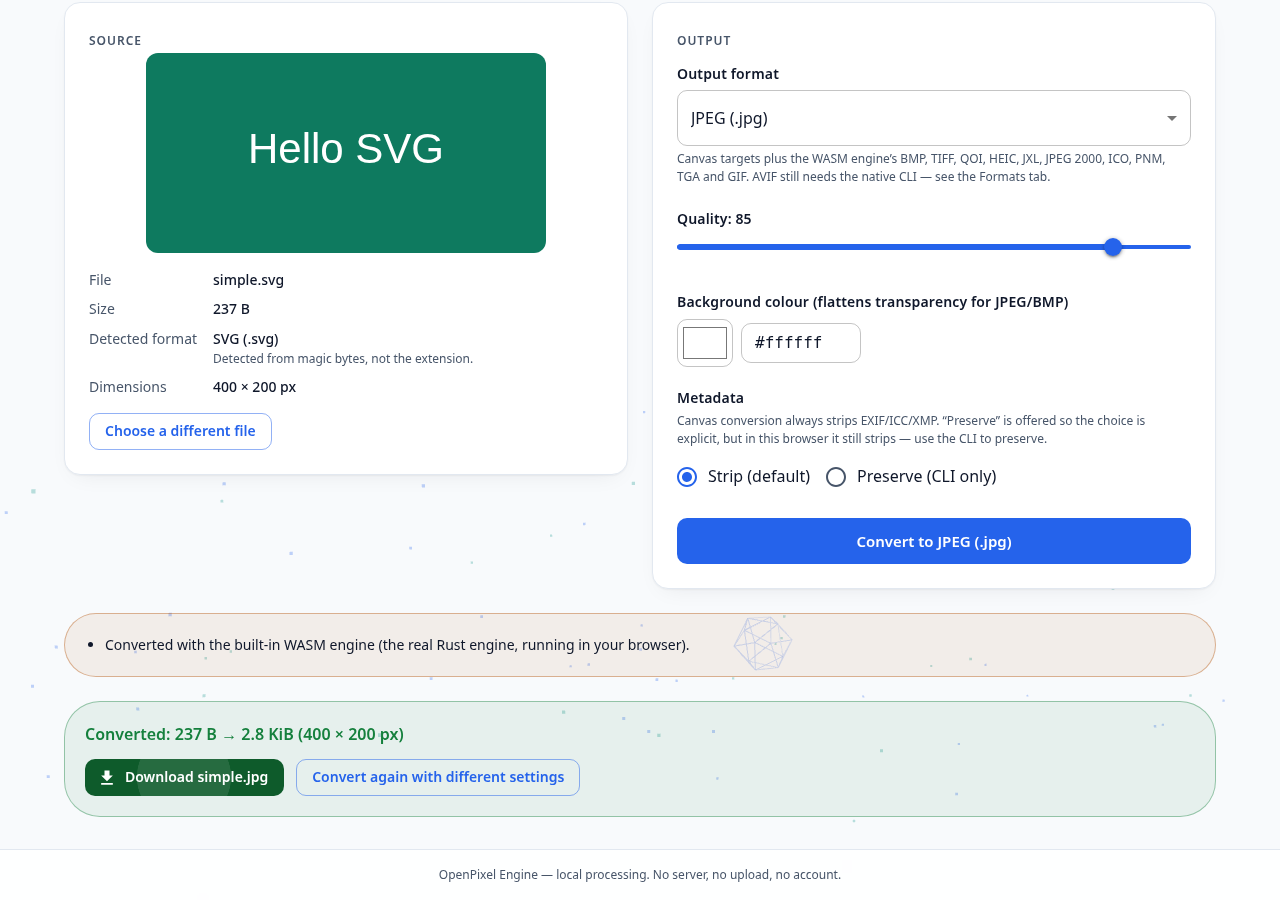 SOURCE
Hello SVG
File simple.svg
Size 237 B
Detected format SVG (.svg)
Detected from magic bytes, not the extension.
Dimensions 400 × 200 px
Choose a different file
OUTPUT
Output format
JPEG (.jpg)
Canvas targets plus the WASM engine’s BMP, TIFF, QOI, HEIC, JXL, JPEG 2000, ICO, PNM,
TGA and GIF. AVIF still needs the native CLI — see the Formats tab.
Quality: 85
Background colour (flattens transparency for JPEG/BMP)
#ffffff
Metadata
Canvas conversion always strips EXIF/ICC/XMP. “Preserve” is offered so the choice is
explicit, but in this browser it still strips — use the CLI to preserve.
Strip (default) Preserve (CLI only)
Convert to JPEG (.jpg)
• Converted with the built-in WASM engine (the real Rust engine, running in your browser).
Converted: 237 B → 2.8 KiB (400 × 200 px)
Download simple.jpg Convert again with different settings
OpenPixel Engine — local processing. No server, no upload, no account.